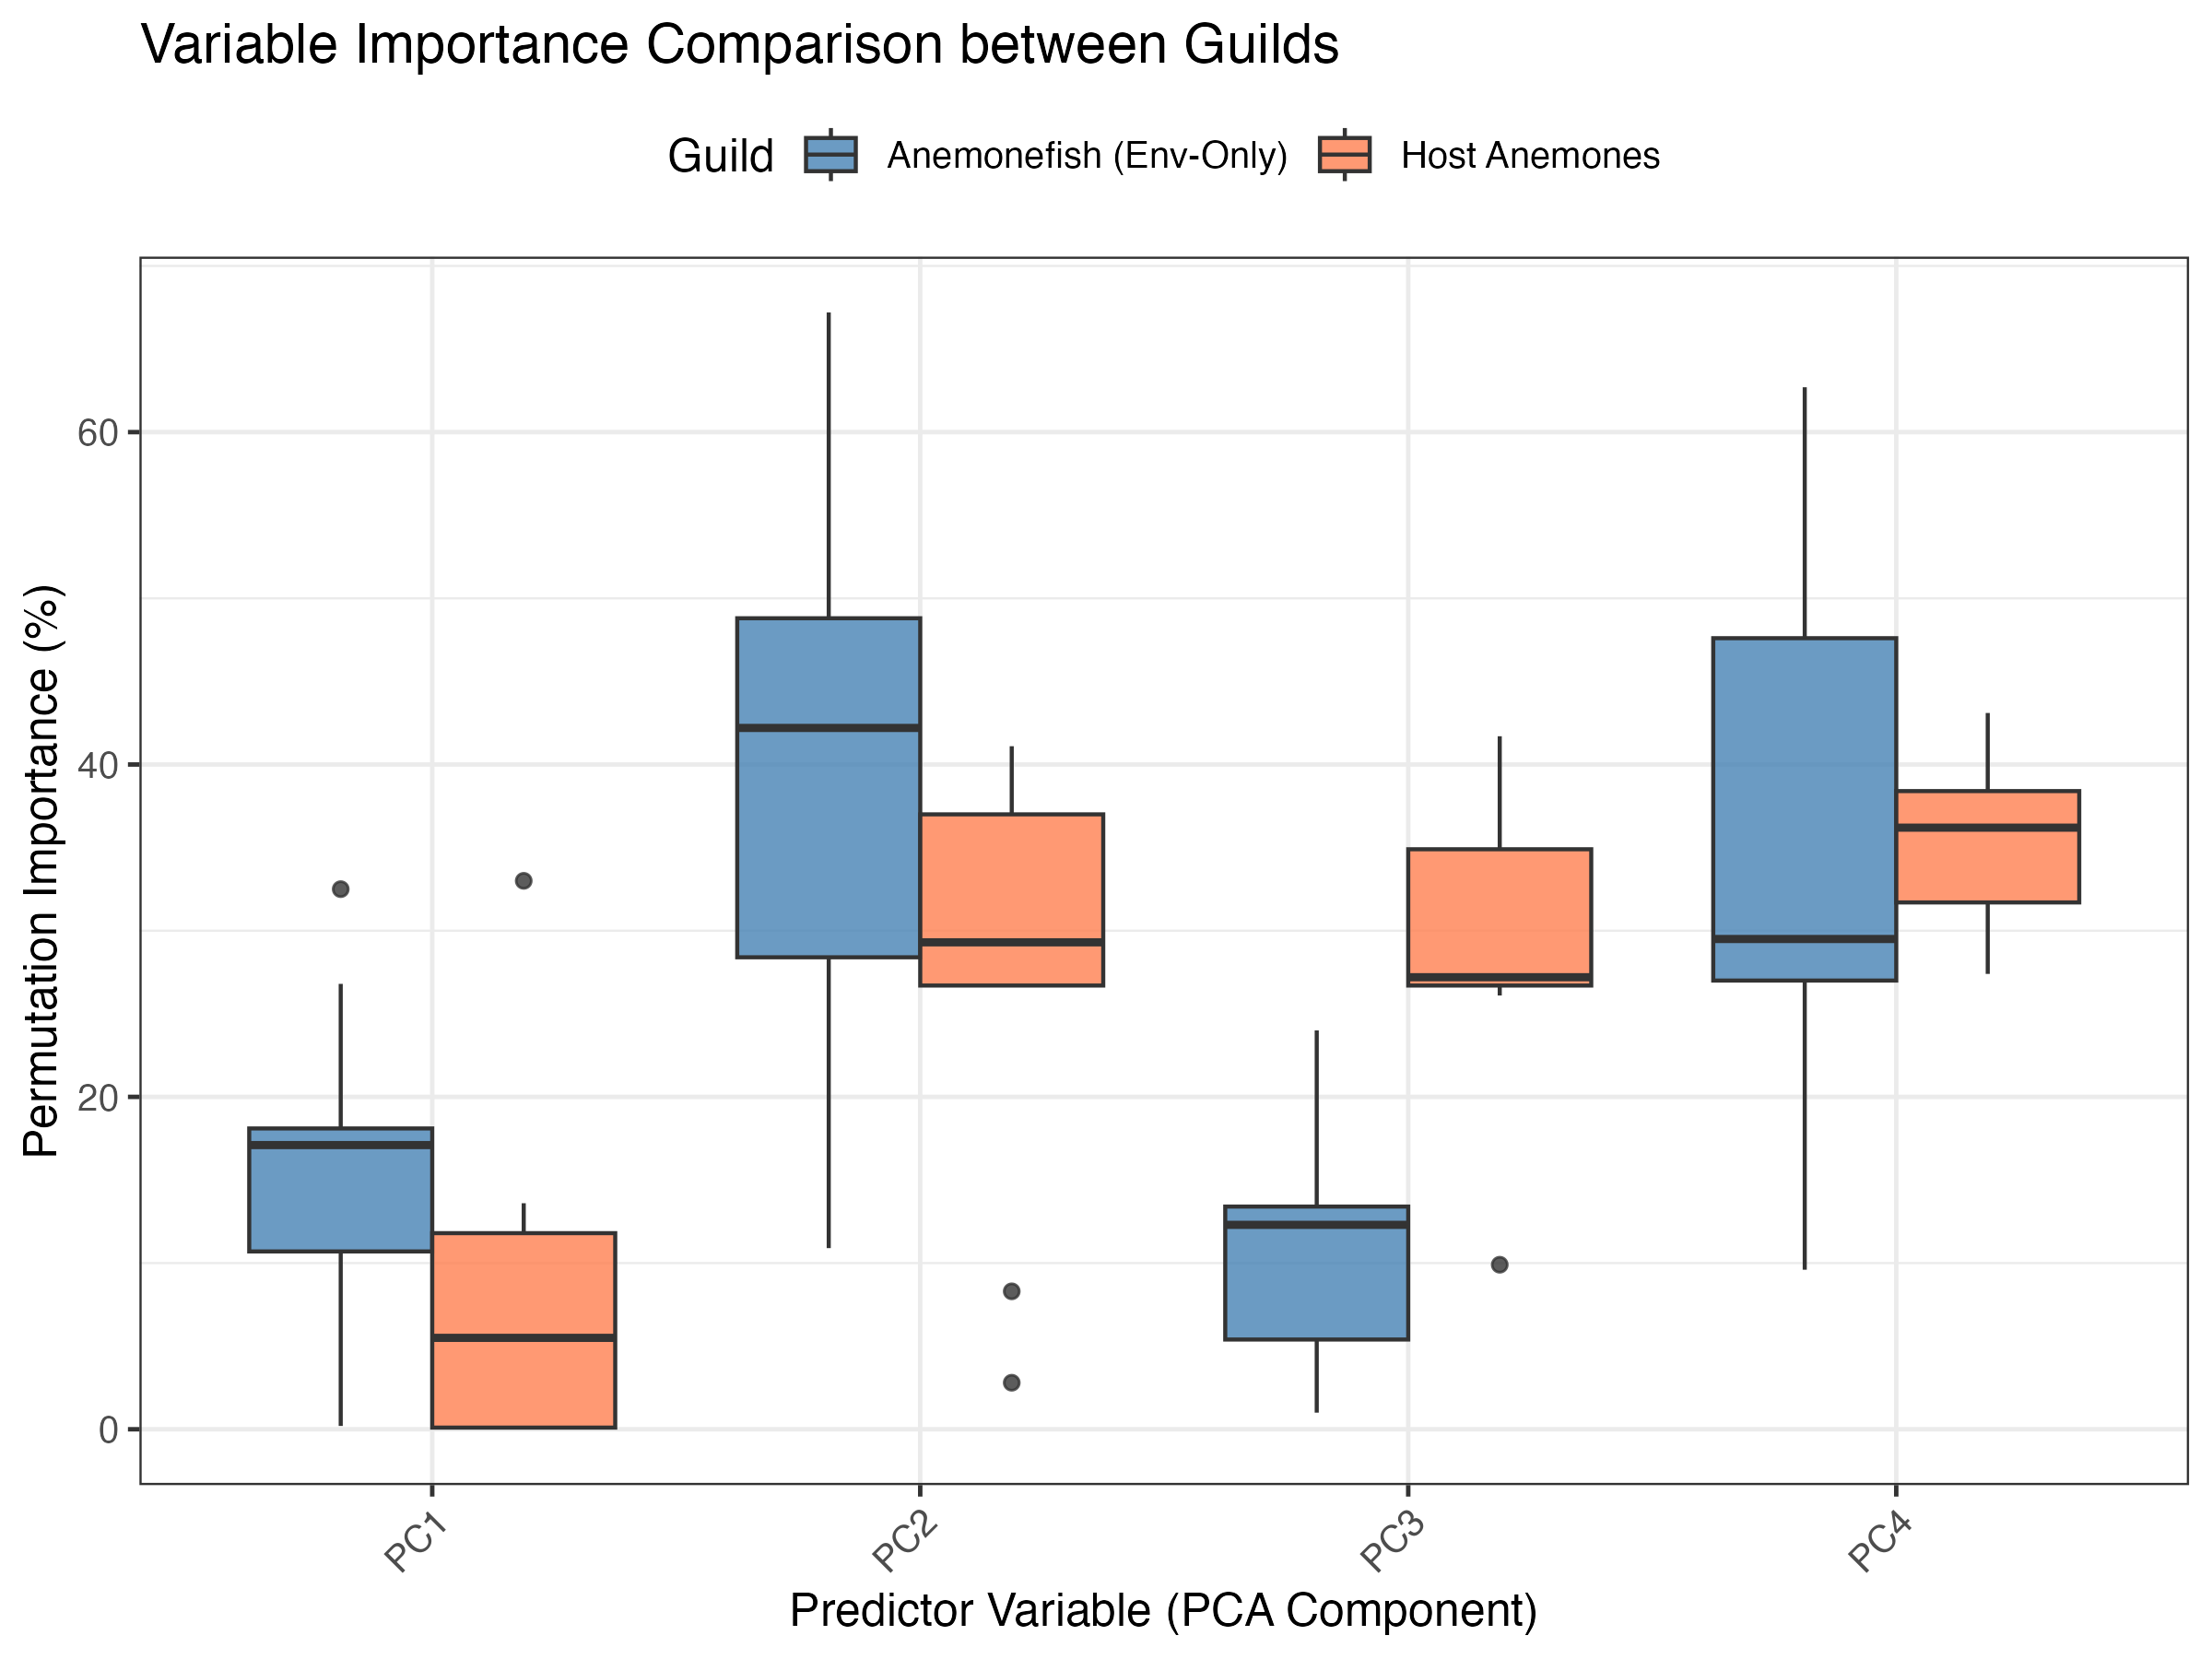 Variable Importance Comparison between Guilds
Guild Anemonefish (Env-Only) Host Anemones
Permutation Importance (%)
60
40
20
0
PC1 PC2 PC3 PC4
Predictor Variable (PCA Component)